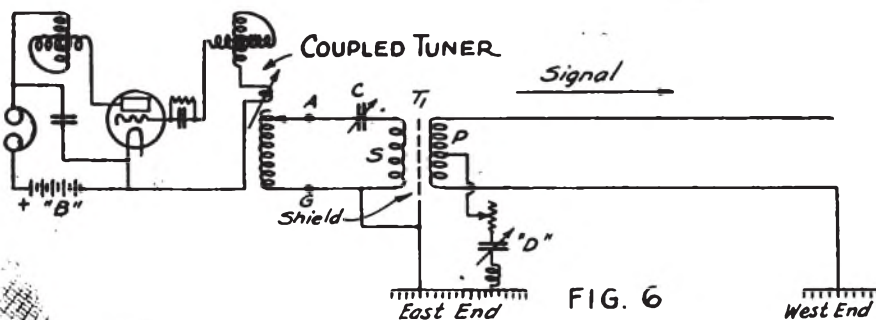 COUPLED TUNER
Signal
A
C
T1
S
P
G
Shield
+ "B"
"D"
FIG. 6
East End
West End